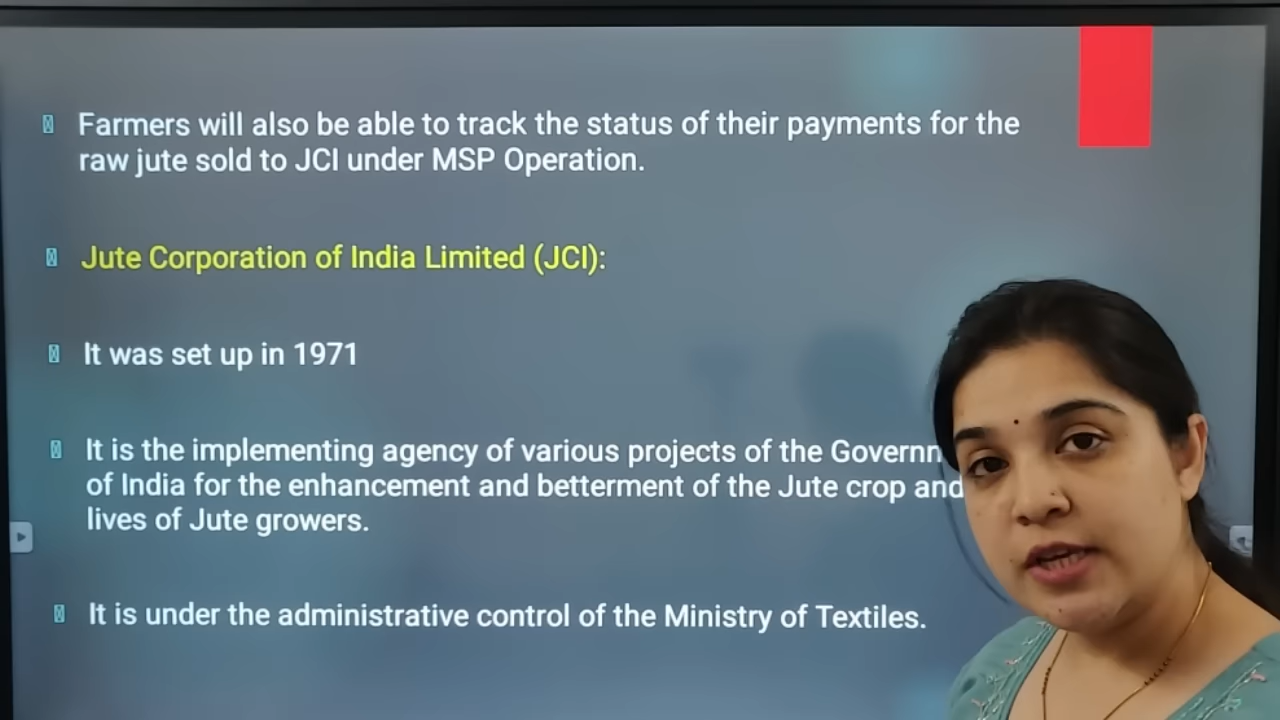 Farmers will also be able to track the status of their payments for the
raw jute sold to JCI under MSP Operation.
Jute Corporation of India Limited (JCI):
It was set up in 1971
It is the implementing agency of various projects of the Governn
of India for the enhancement and betterment of the Jute crop and
lives of Jute growers.
It is under the administrative control of the Ministry of Textiles.